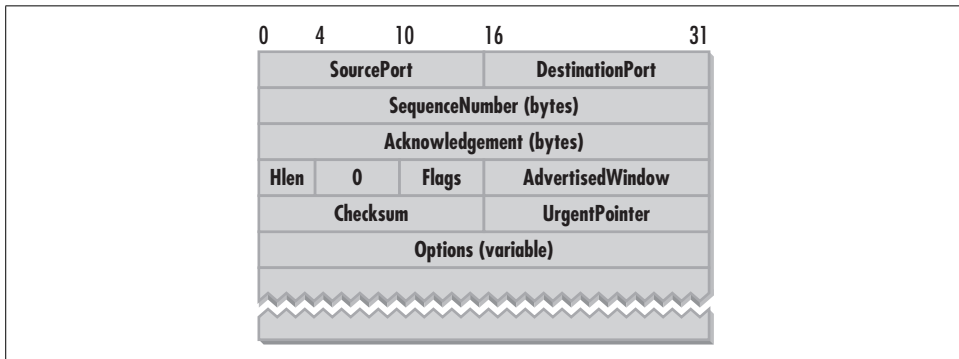 0 4 10 16 31
SourcePort DestinationPort
SequenceNumber (bytes)
Acknowledgement (bytes)
Hlen 0 Flags AdvertisedWindow
Checksum UrgentPointer
Options (variable)